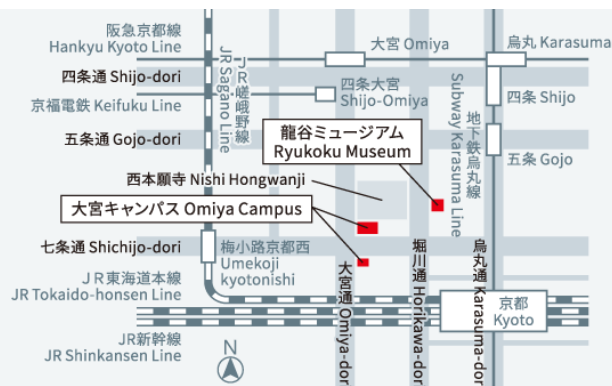 阪急京都線
Hankyu Kyoto Line
大宮 Omiya
烏丸 Karasuma
四条通 Shijo-dori
京福電鉄 Keifuku Line
四条大宮
Shijo-Omiya
四条 Shijo
JR嵯峨野線
JR Sagano Line
五条通 Gojo-dori
龍谷ミュージアム
Ryukoku Museum
地下鉄烏丸線
Subway Karasuma Line
五条 Gojo
西本願寺 Nishi Hongwanji
大宮キャンパス Omiya Campus
七条通 Shichijo-dori
梅小路京都西
Umekoji
kyotonishi
大宮通 Omiya-dori
堀川通 Horikawa-dori
烏丸通 Karasuma-dori
JR東海道本線
JR Tokaido-honsen Line
京都
Kyoto
JR新幹線
JR Shinkansen Line
N